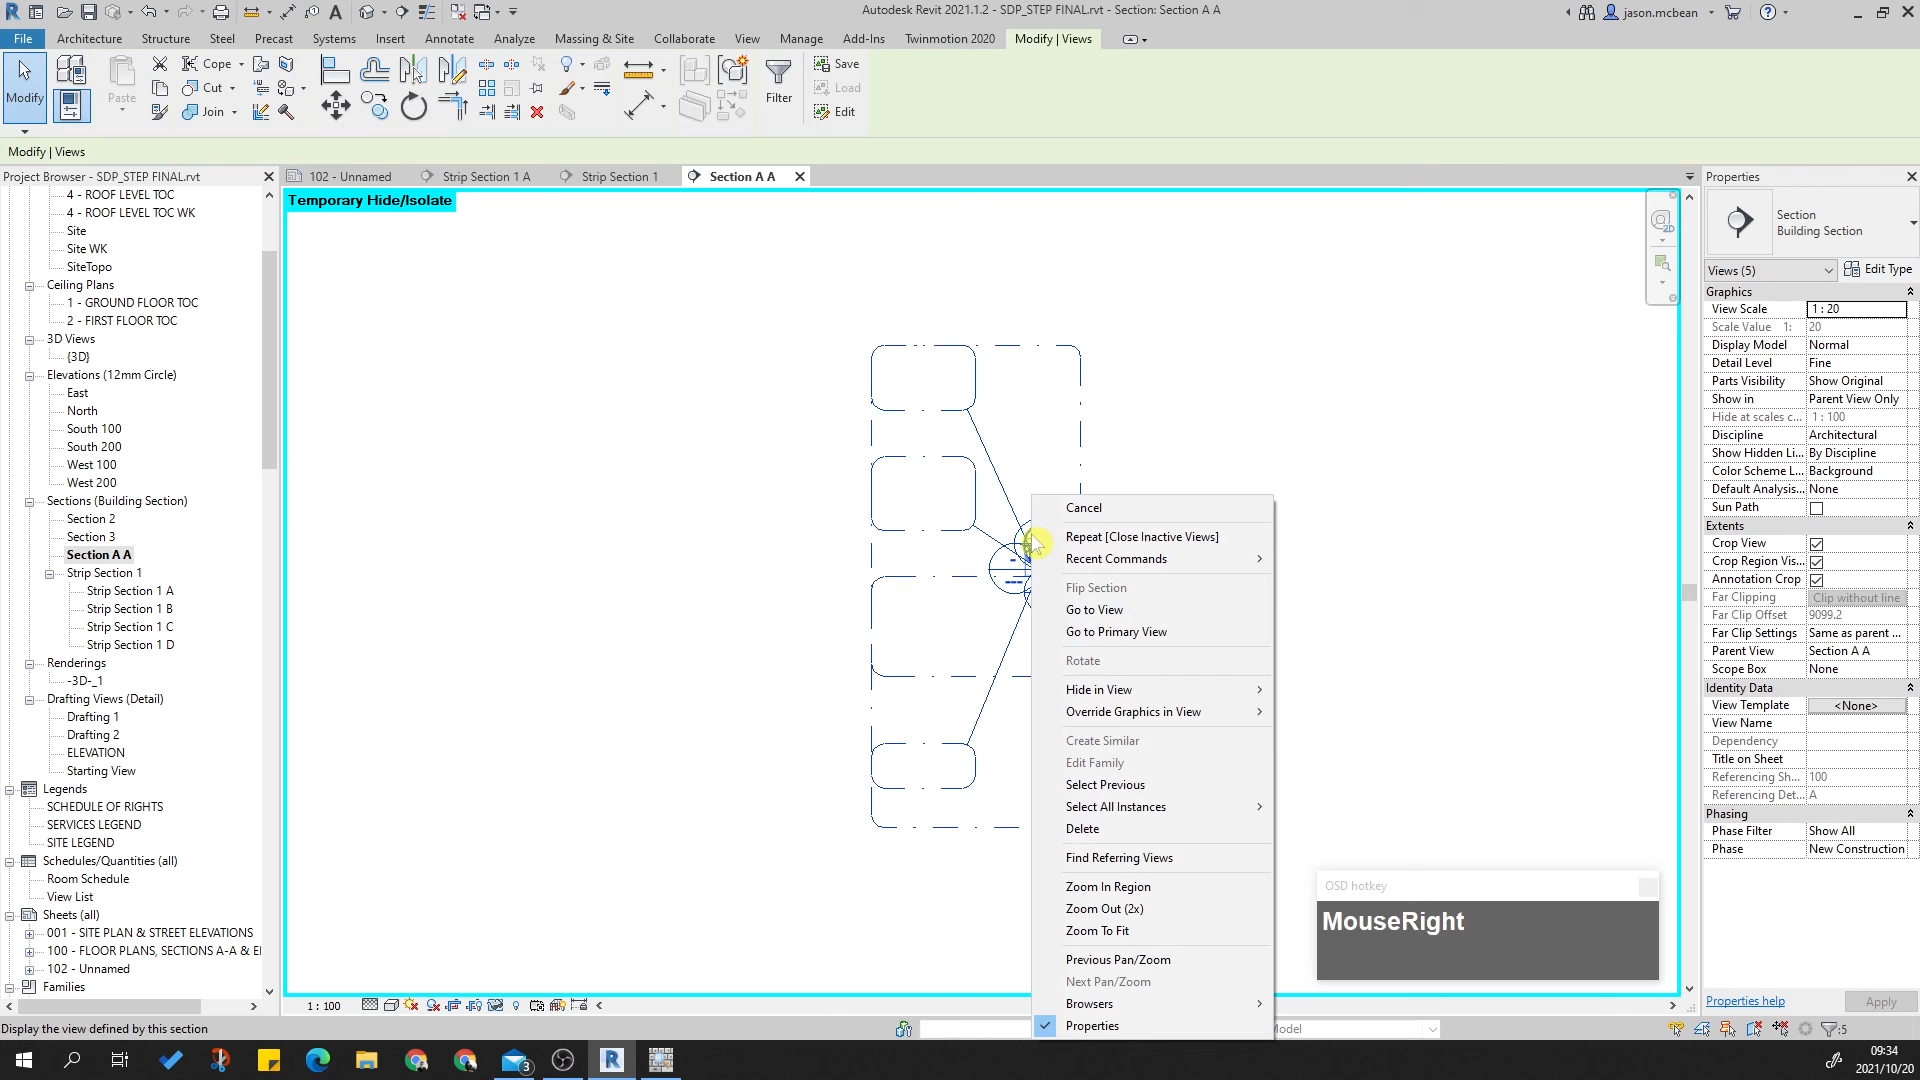 Autodesk Revit 2021.1.2 - SDP_STEP FINAL.rvt - Section: Section A A
jason.mcbean
File Architecture Structure Steel Precast Systems Insert Annotate Analyze Massing & Site Collaborate View Manage Add-Ins Twinmotion 2020 Modify | Views
Modify Paste Cope Cut Join Filter Save Load Edit
Modify | Views
Project Browser - SDP_STEP FINAL.rvt
4 - ROOF LEVEL TOC
4 - ROOF LEVEL TOC WK
Site
Site WK
SiteTopo
Ceiling Plans
1 - GROUND FLOOR TOC
2 - FIRST FLOOR TOC
3D Views
{3D}
Elevations (12mm Circle)
East
North
South 100
South 200
West 100
West 200
Sections (Building Section)
Section 2
Section 3
Section A A
Strip Section 1
Strip Section 1 A
Strip Section 1 B
Strip Section 1 C
Strip Section 1 D
Renderings
-3D-_1
Drafting Views (Detail)
Drafting 1
Drafting 2
ELEVATION
Starting View
Legends
SCHEDULE OF RIGHTS
SERVICES LEGEND
SITE LEGEND
Schedules/Quantities (all)
Room Schedule
View List
Sheets (all)
001 - SITE PLAN & STREET ELEVATIONS
100 - FLOOR PLANS, SECTIONS A-A & E
102 - Unnamed
Families
102 - Unnamed Strip Section 1 A Strip Section 1 Section A A
Temporary Hide/Isolate
2D
Cancel
Repeat [Close Inactive Views]
Recent Commands
Flip Section
Go to View
Go to Primary View
Rotate
Hide in View
Override Graphics in View
Create Similar
Edit Family
Select Previous
Select All Instances
Delete
Find Referring Views
Zoom In Region
Zoom Out (2x)
Zoom To Fit
Previous Pan/Zoom
Next Pan/Zoom
Browsers
Properties
OSD hotkey
MouseRight
1 : 100
Properties
Section
Building Section
Views (5) Edit Type
Graphics
View Scale 1 : 20
Scale Value 1: 20
Display Model Normal
Detail Level Fine
Parts Visibility Show Original
Show in Parent View Only
Hide at scales c... 1 : 100
Discipline Architectural
Show Hidden Li... By Discipline
Color Scheme L... Background
Default Analysis... None
Sun Path
Extents
Crop View
Crop Region Vis...
Annotation Crop
Far Clipping Clip without line
Far Clip Offset 9099.2
Far Clip Settings Same as parent ...
Parent View Section A A
Scope Box None
Identity Data
View Template <None>
View Name
Dependency
Title on Sheet
Referencing Sh... 100
Referencing Det... A
Phasing
Phase Filter Show All
Phase New Construction
Properties help Apply
Display the view defined by this section
Model
:5
3
09:34
2021/10/20